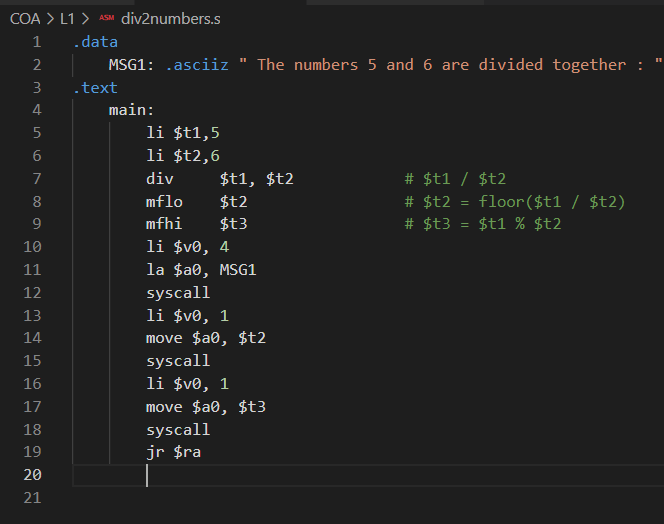 COA > L1 > ASM div2numbers.s
1 .data
2 MSG1: .asciiz " The numbers 5 and 6 are divided together : "
3 .text
4 main:
5 li $t1,5
6 li $t2,6
7 div $t1, $t2 # $t1 / $t2
8 mflo $t2 # $t2 = floor($t1 / $t2)
9 mfhi $t3 # $t3 = $t1 % $t2
10 li $v0, 4
11 la $a0, MSG1
12 syscall
13 li $v0, 1
14 move $a0, $t2
15 syscall
16 li $v0, 1
17 move $a0, $t3
18 syscall
19 jr $ra
20
21